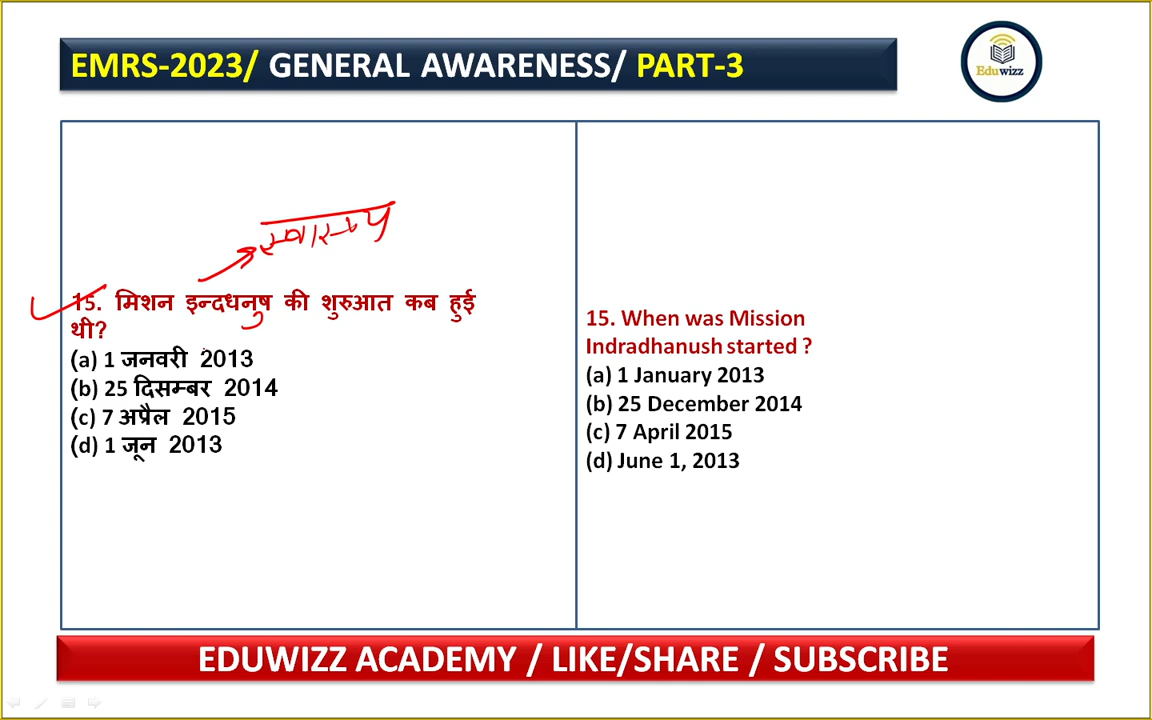 EMRS-2023/ GENERAL AWARENESS/ PART-3
Eduwizz
स्वास्थ्य
15. मिशन इन्दधनुष की शुरुआत कब हुई
थी?
(a) 1 जनवरी 2013
(b) 25 दिसम्बर 2014
(c) 7 अप्रैल 2015
(d) 1 जून 2013
15. When was Mission
Indradhanush started ?
(a) 1 January 2013
(b) 25 December 2014
(c) 7 April 2015
(d) June 1, 2013
EDUWIZZ ACADEMY / LIKE/SHARE / SUBSCRIBE